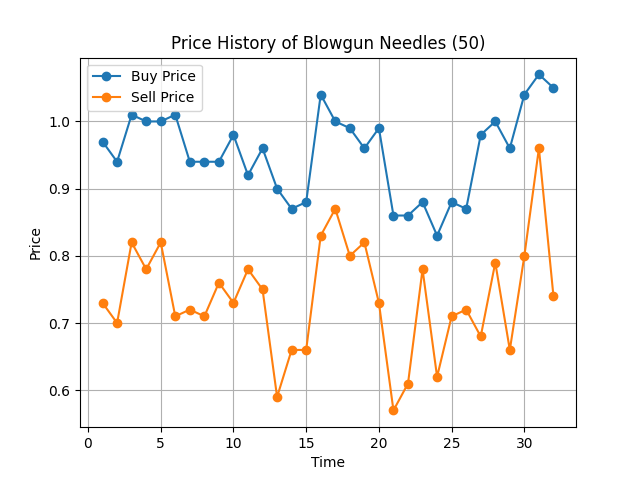 Price History of Blowgun Needles (50)
Buy Price
Sell Price
1.0
0.9
0.8
0.7
0.6
Price
0 5 10 15 20 25 30
Time